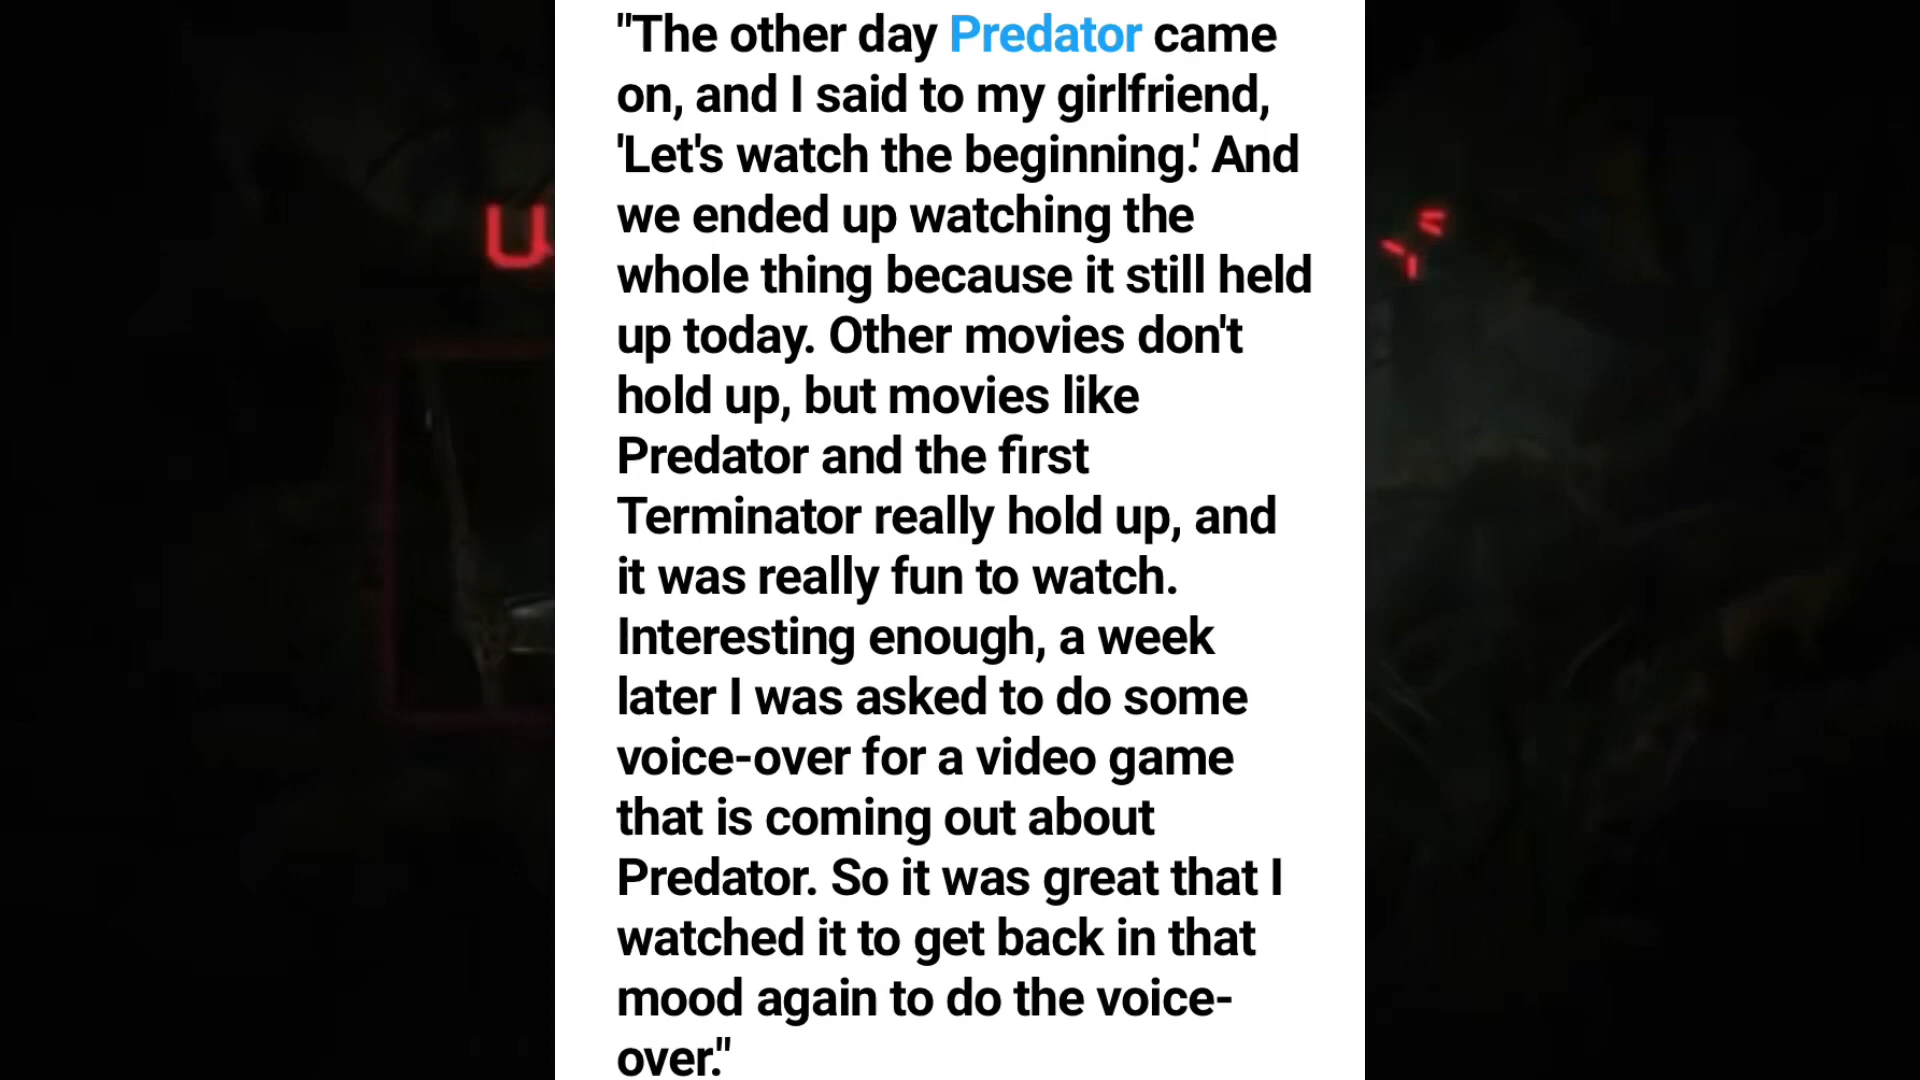 "The other day Predator came
on, and I said to my girlfriend,
'Let's watch the beginning.' And
we ended up watching the
whole thing because it still held
up today. Other movies don't
hold up, but movies like
Predator and the first
Terminator really hold up, and
it was really fun to watch.
Interesting enough, a week
later I was asked to do some
voice-over for a video game
that is coming out about
Predator. So it was great that I
watched it to get back in that
mood again to do the voice-
over."